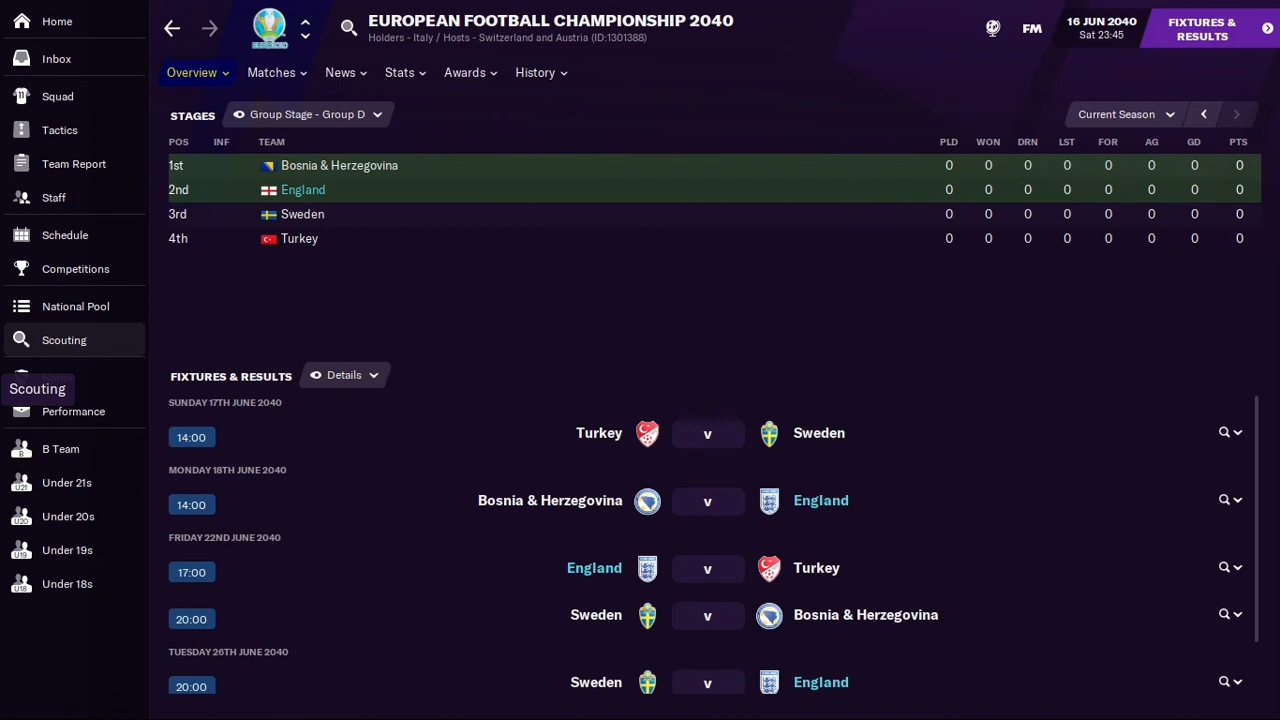 Home
Inbox
Squad
Tactics
Team Report
Staff
Schedule
Competitions
National Pool
Scouting
Scouting
Performance
B Team
Under 21s
Under 20s
Under 19s
Under 18s
EUROPEAN FOOTBALL CHAMPIONSHIP 2040
Holders - Italy / Hosts - Switzerland and Austria (ID:1301388)
FM
16 JUN 2040
Sat 23:45
FIXTURES & RESULTS
Overview Matches News Stats Awards History
STAGES Group Stage - Group D Current Season
POS INF TEAM PLD WON DRN LST FOR AG GD PTS
1st Bosnia & Herzegovina 0 0 0 0 0 0 0 0
2nd England 0 0 0 0 0 0 0 0
3rd Sweden 0 0 0 0 0 0 0 0
4th Turkey 0 0 0 0 0 0 0 0
FIXTURES & RESULTS Details
SUNDAY 17TH JUNE 2040
14:00 Turkey v Sweden
MONDAY 18TH JUNE 2040
14:00 Bosnia & Herzegovina v England
FRIDAY 22ND JUNE 2040
17:00 England v Turkey
20:00 Sweden v Bosnia & Herzegovina
TUESDAY 26TH JUNE 2040
20:00 Sweden v England